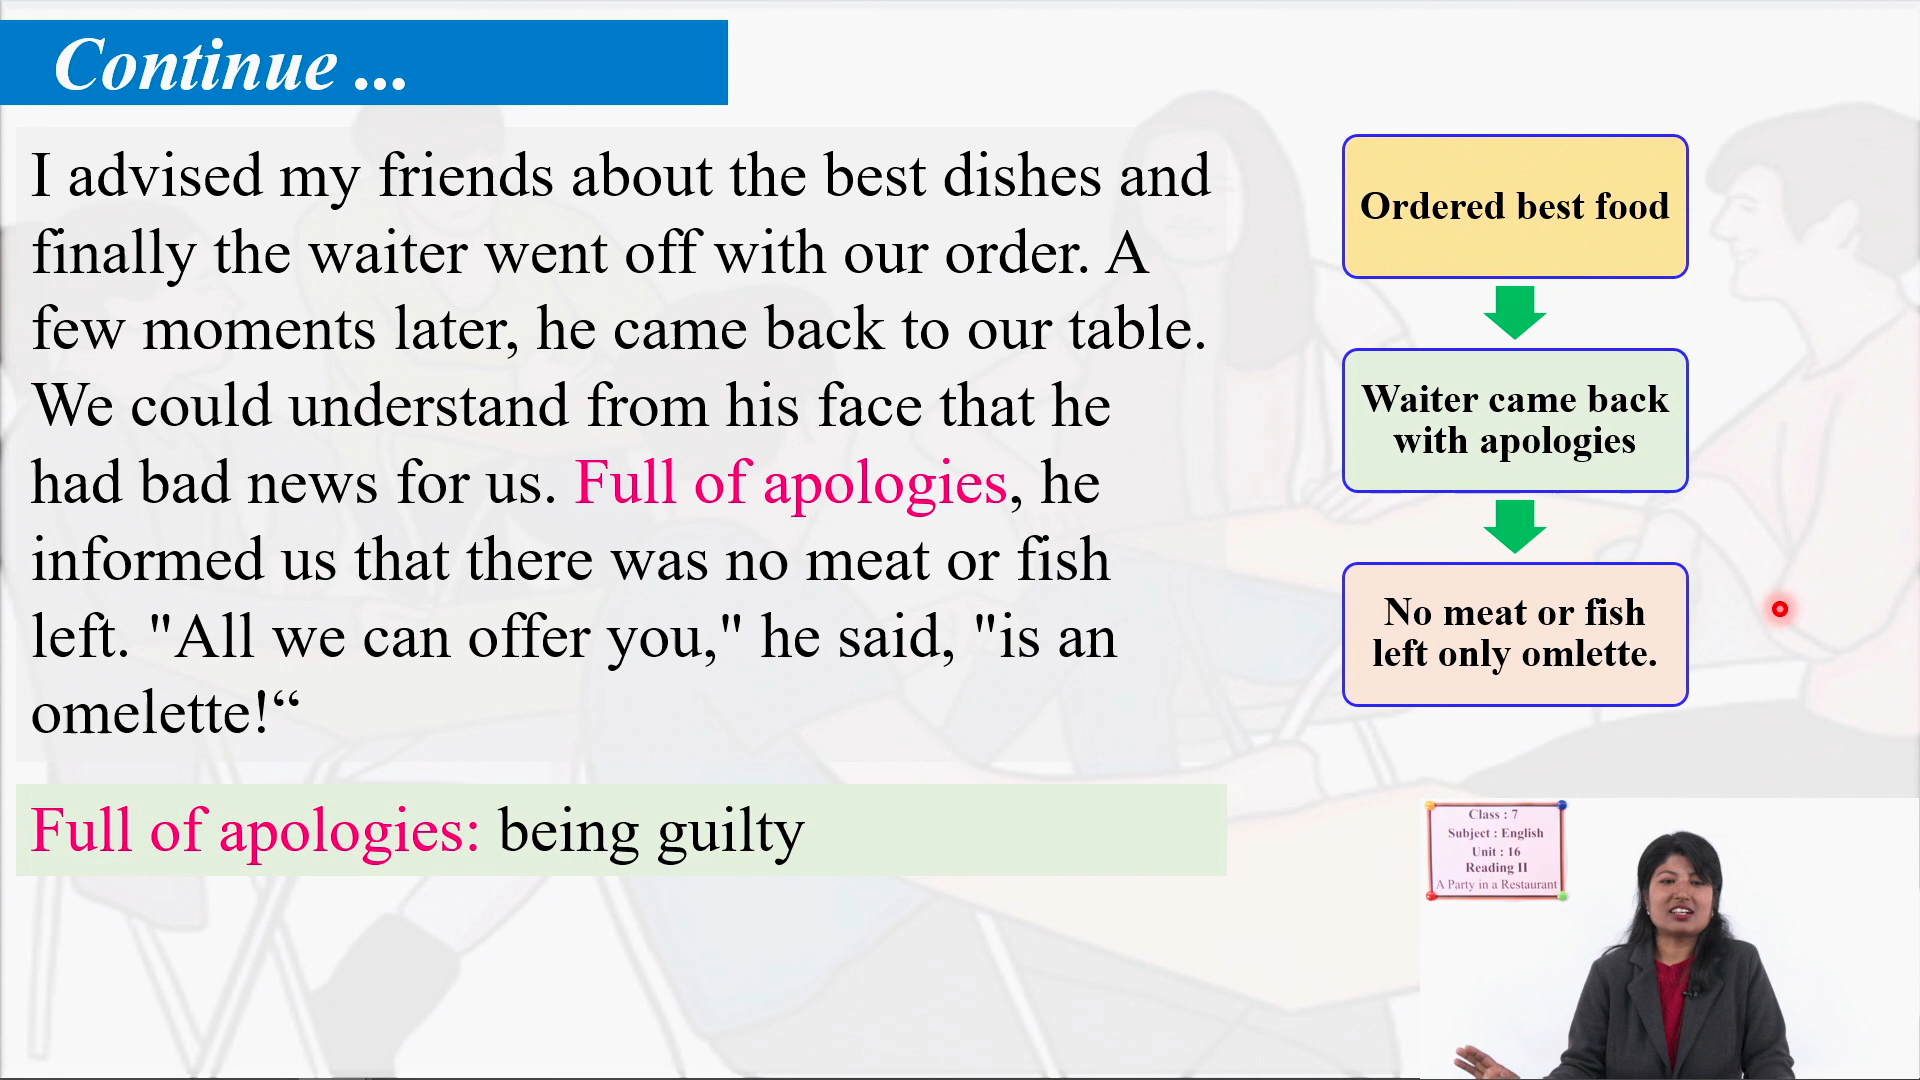 Continue ...
I advised my friends about the best dishes and
finally the waiter went off with our order. A
few moments later, he came back to our table.
We could understand from his face that he
had bad news for us. Full of apologies, he
informed us that there was no meat or fish
left. "All we can offer you," he said, "is an
omelette!“
Full of apologies: being guilty
Ordered best food
Waiter came back
with apologies
No meat or fish
left only omlette.
Class : 7
Subject : English
Unit : 16
Reading II
A Party in a Restaurant